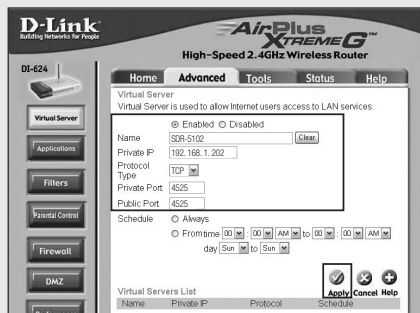 D-Link
Building Networks for People
AirPlus
XTREME G™
High-Speed 2.4GHz Wireless Router
DI-624
Home Advanced Tools Status Help
Virtual Server
Virtual Server is used to allow Internet users access to LAN services.
Enabled Disabled
Name SDR-5102 Clear
Private IP 192.168.1.202
Protocol Type TCP
Private Port 4525
Public Port 4525
Schedule Always
From time 00 : 00 AM to 00 : 00 AM
day Sun to Sun
Apply Cancel Help
Virtual Servers List
Name Private IP Protocol Schedule
Virtual Server
Applications
Filters
Parental Control
Firewall
DMZ